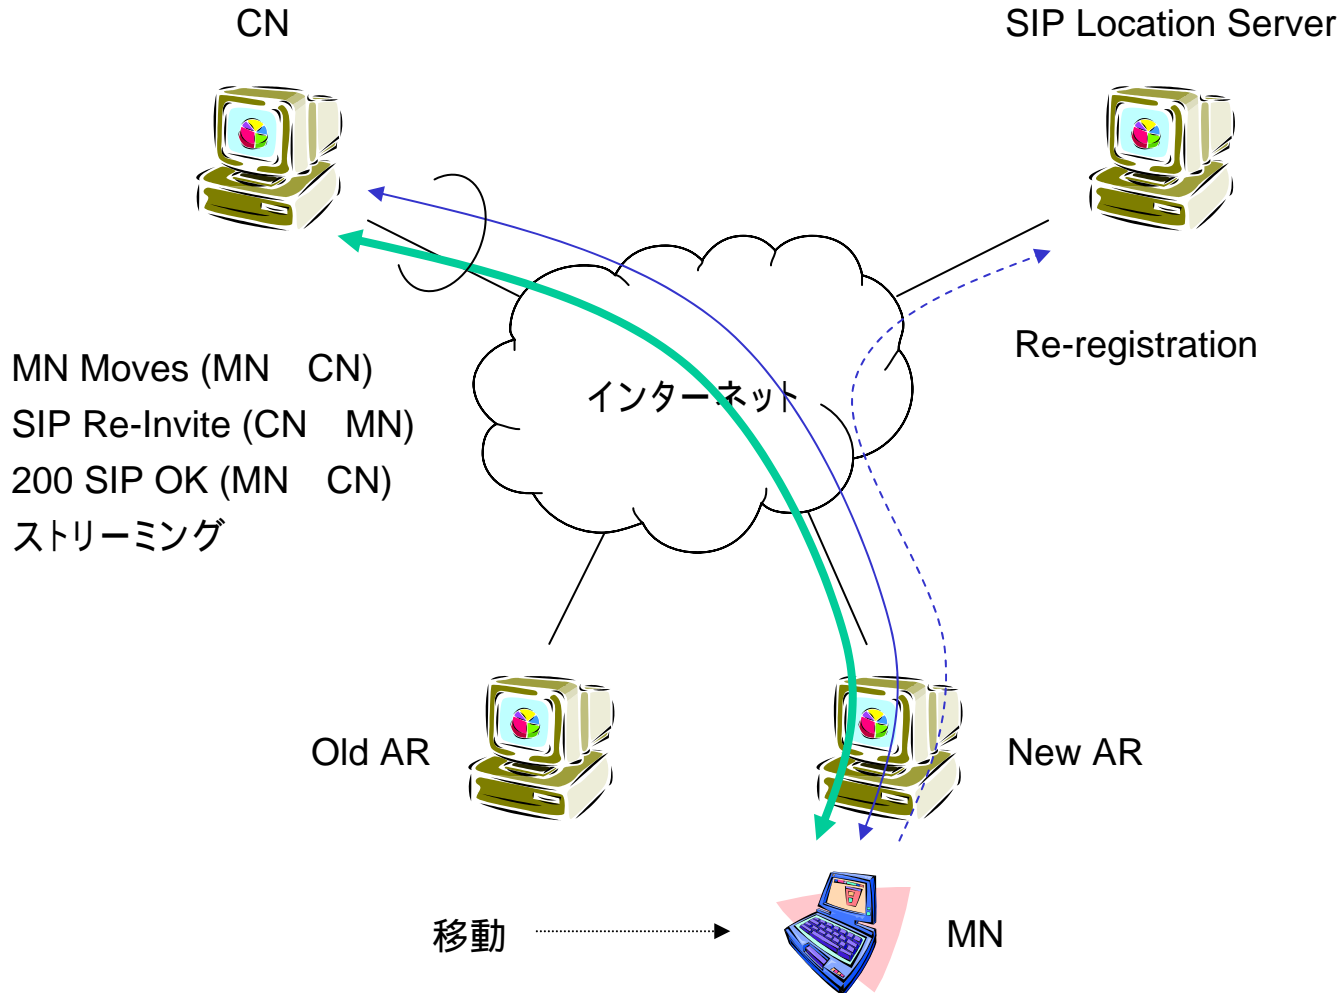 CN
SIP Location Server
MN Moves (MN CN)
SIP Re-Invite (CN MN)
200 SIP OK (MN CN)
ストリーミング
インターネット
Re-registration
Old AR
New AR
移動
MN